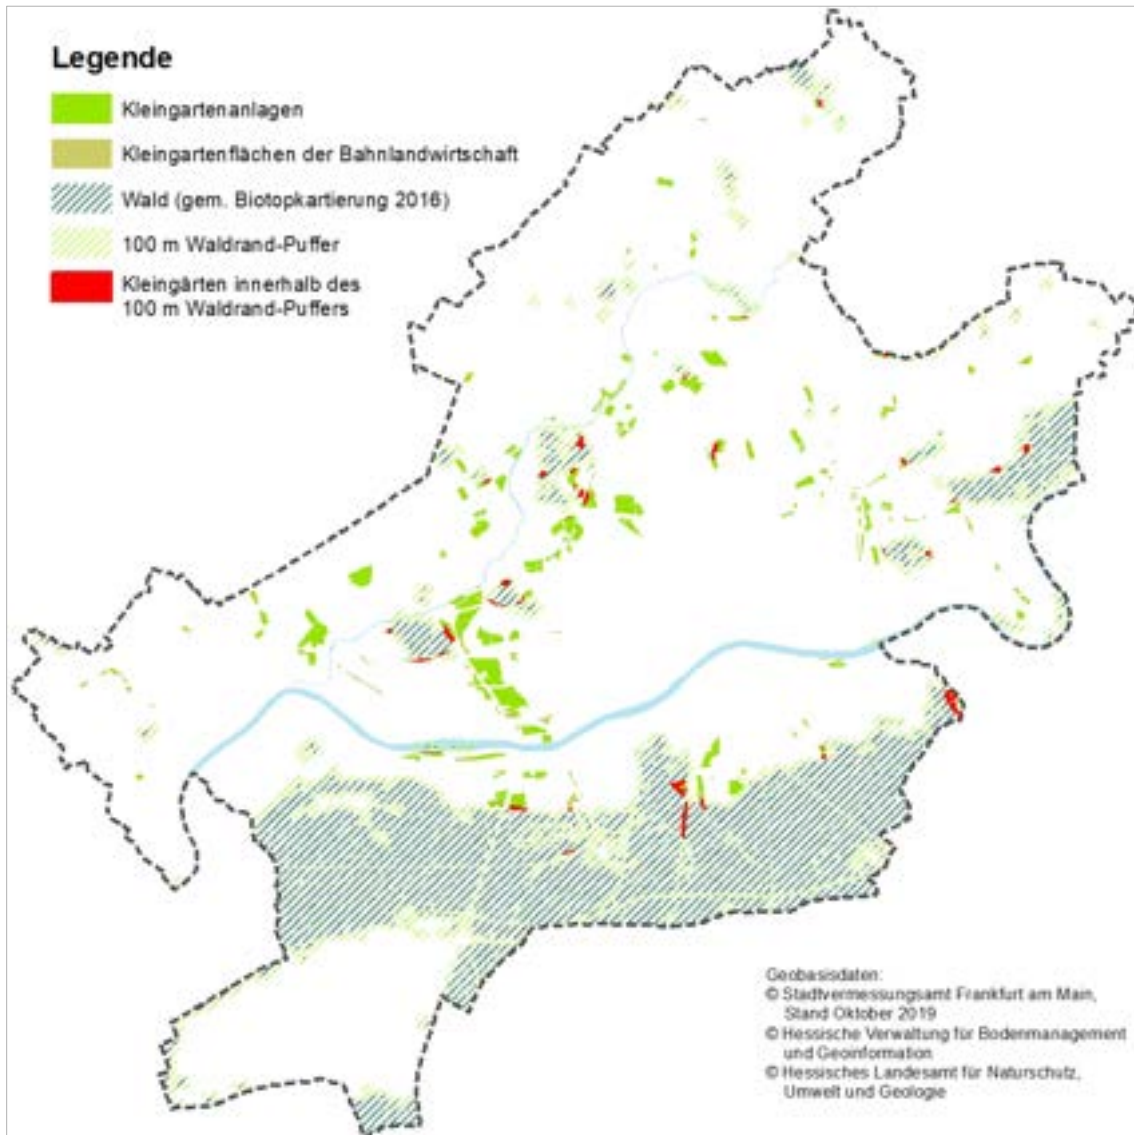 Legende
Kleingartenanlagen
Kleingartenflächen der Bahnlandwirtschaft
Wald (gem. Biotopkartierung 2016)
100 m Waldrand-Puffer
Kleingärten innerhalb des
100 m Waldrand-Puffers
Geobasisdaten:
© Stadtvermessungsamt Frankfurt am Main,
Stand Oktober 2019
© Hessische Verwaltung für Bodenmanagement
und Geoinformation
© Hessisches Landesamt für Naturschutz,
Umwelt und Geologie